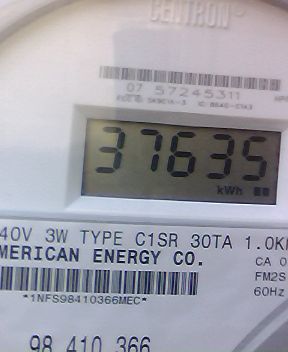 CENTRON
07 57245311
37635
kWh
40V 3W TYPE C1SR 30TA 1.0K
MERICAN ENERGY CO. CA 0
FM2S
*1NFS98410366MEC* 60Hz
98 410 366